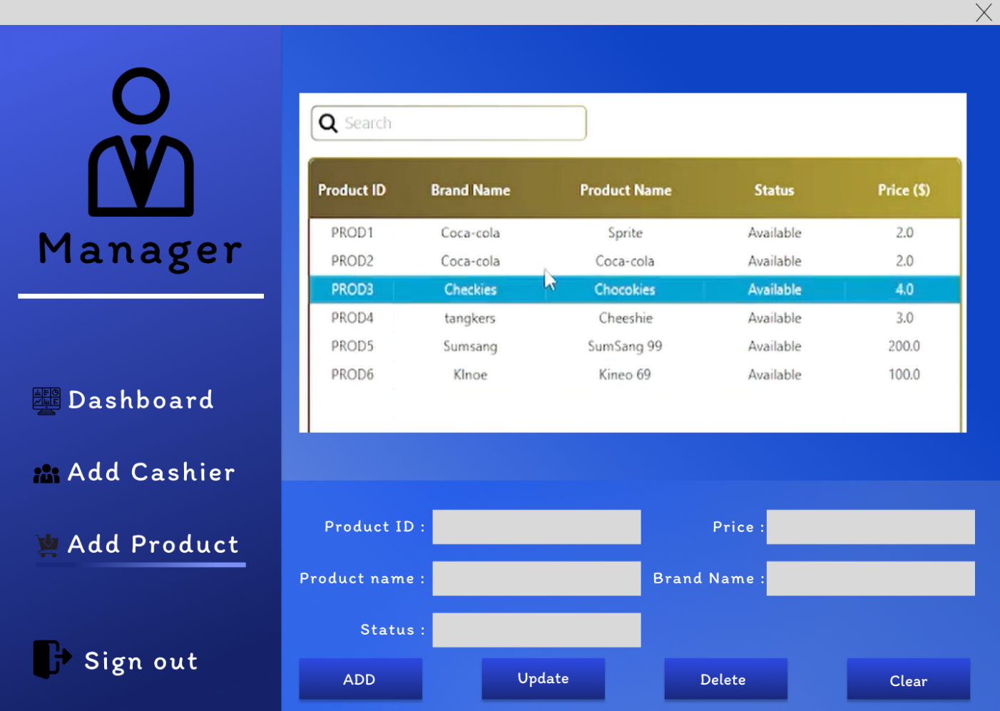 Manager
Dashboard
Add Cashier
Add Product
Sign out
Search
Product ID Brand Name Product Name Status Price ($)
PROD1 Coca-cola Sprite Available 2.0
PROD2 Coca-cola Coca-cola Available 2.0
PROD3 Checkies Chocokies Available 4.0
PROD4 tangkers Cheeshie Available 3.0
PROD5 Sumsang SumSang 99 Available 200.0
PROD6 KInoe Kineo 69 Available 100.0
Product ID : Price :
Product name : Brand Name :
Status :
ADD Update Delete Clear